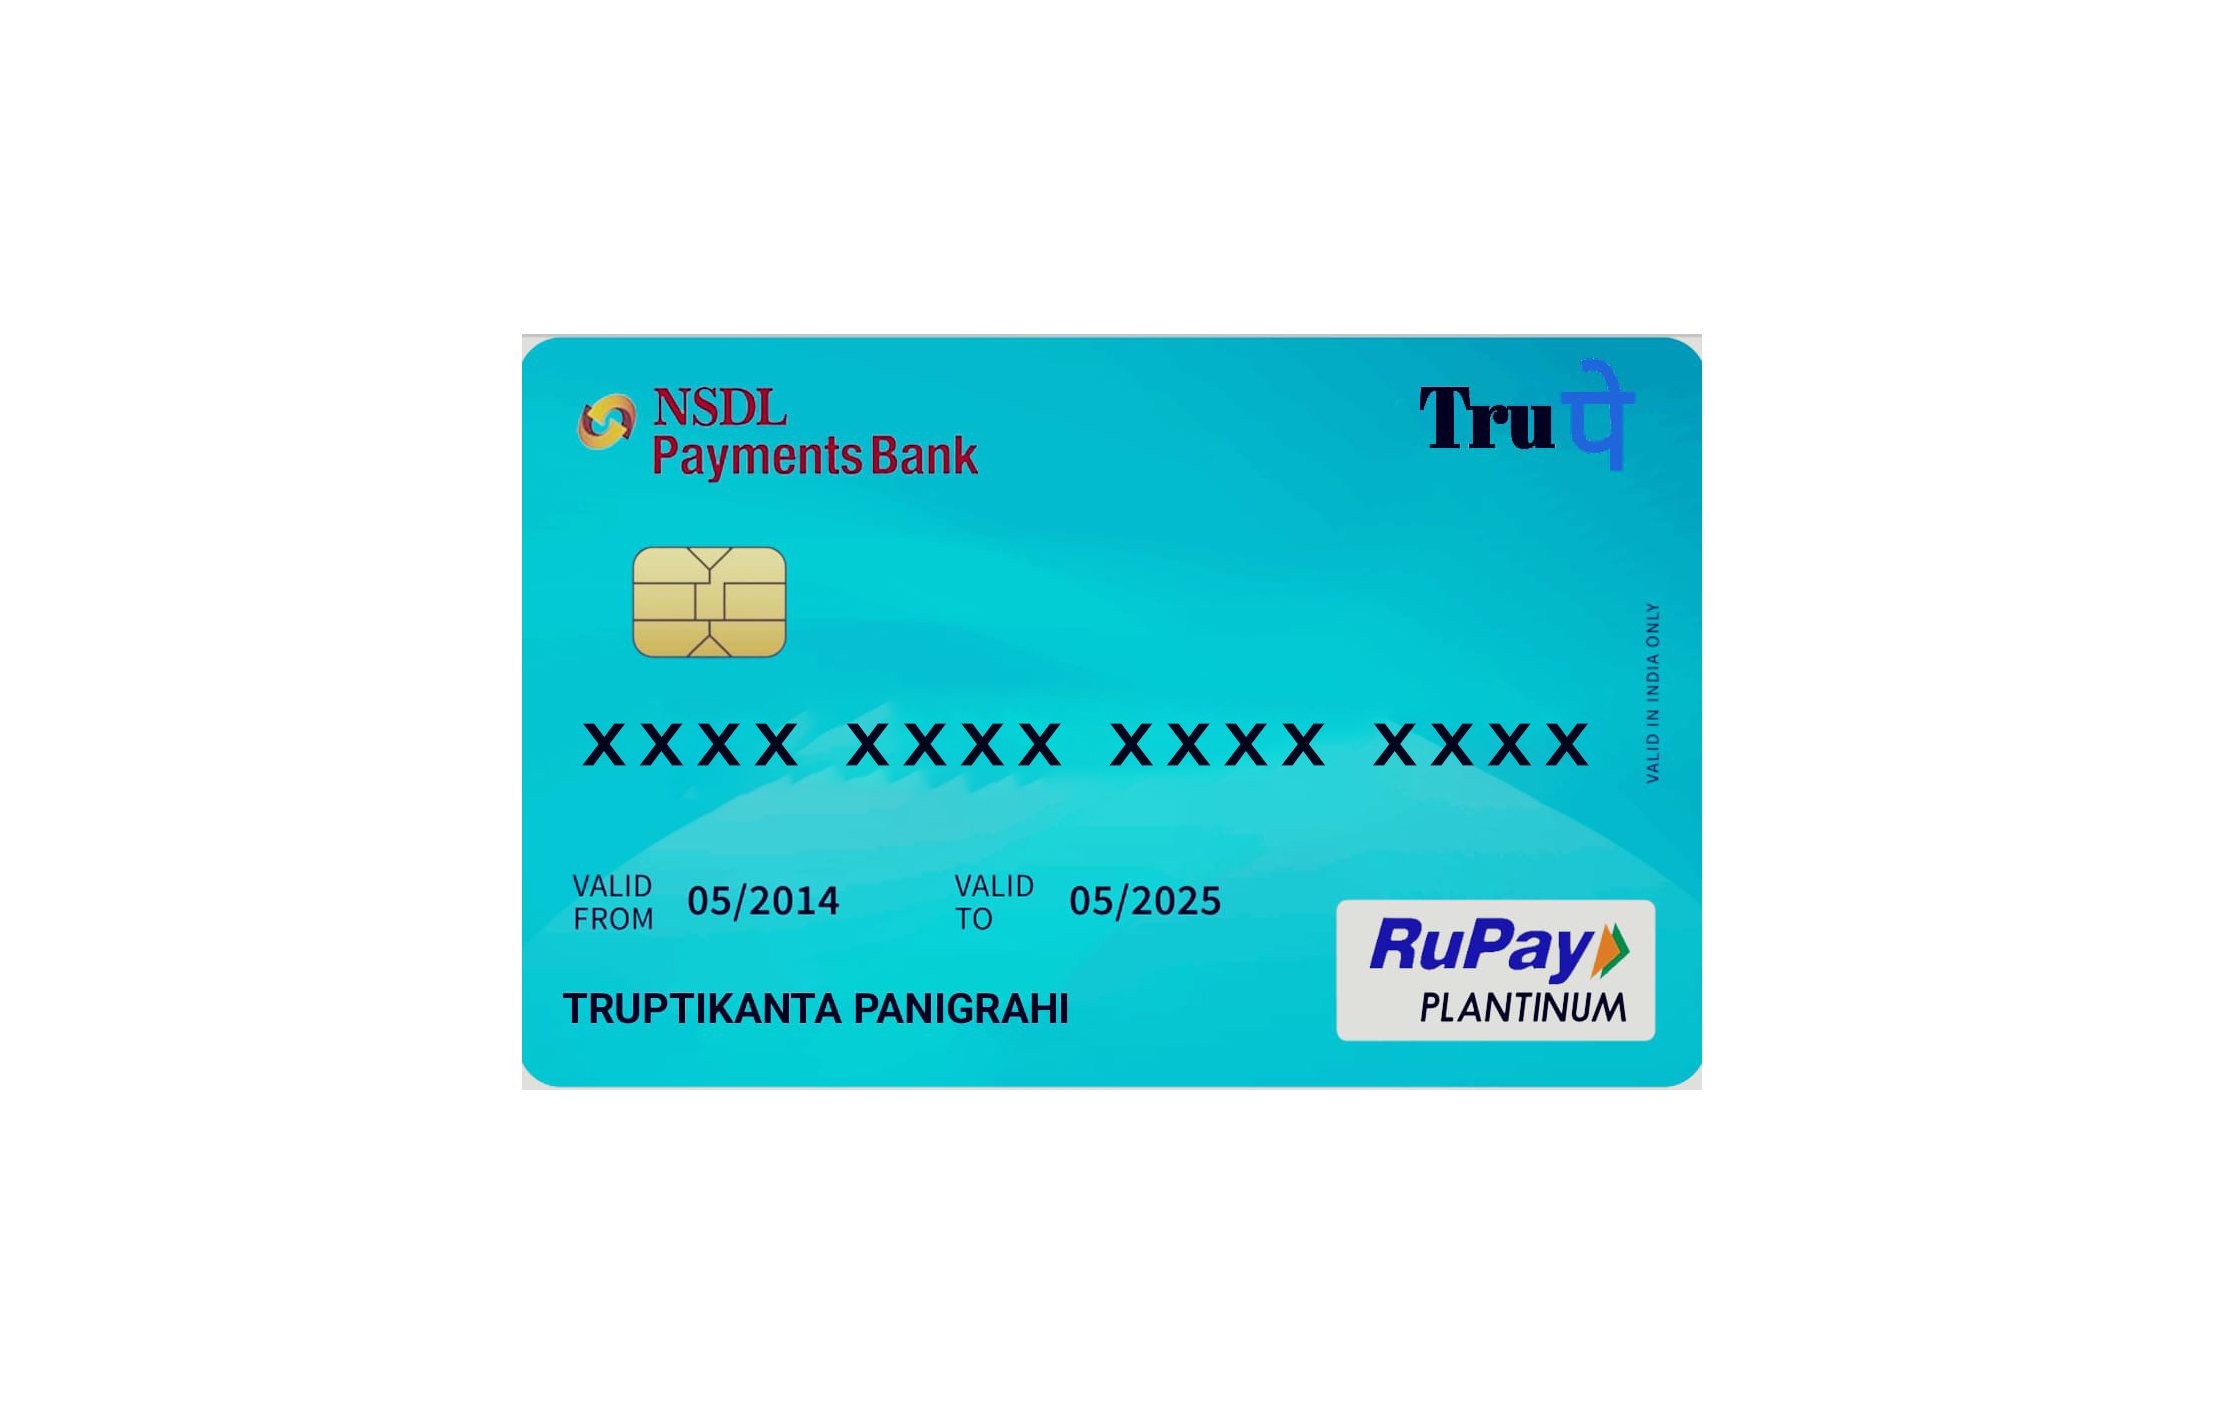 NSDL
Payments Bank
Truपे
VALID IN INDIA ONLY
XXXX XXXX XXXX XXXX
VALID FROM 05/2014 VALID TO 05/2025
RuPay
PLANTINUM
TRUPTIKANTA PANIGRAHI